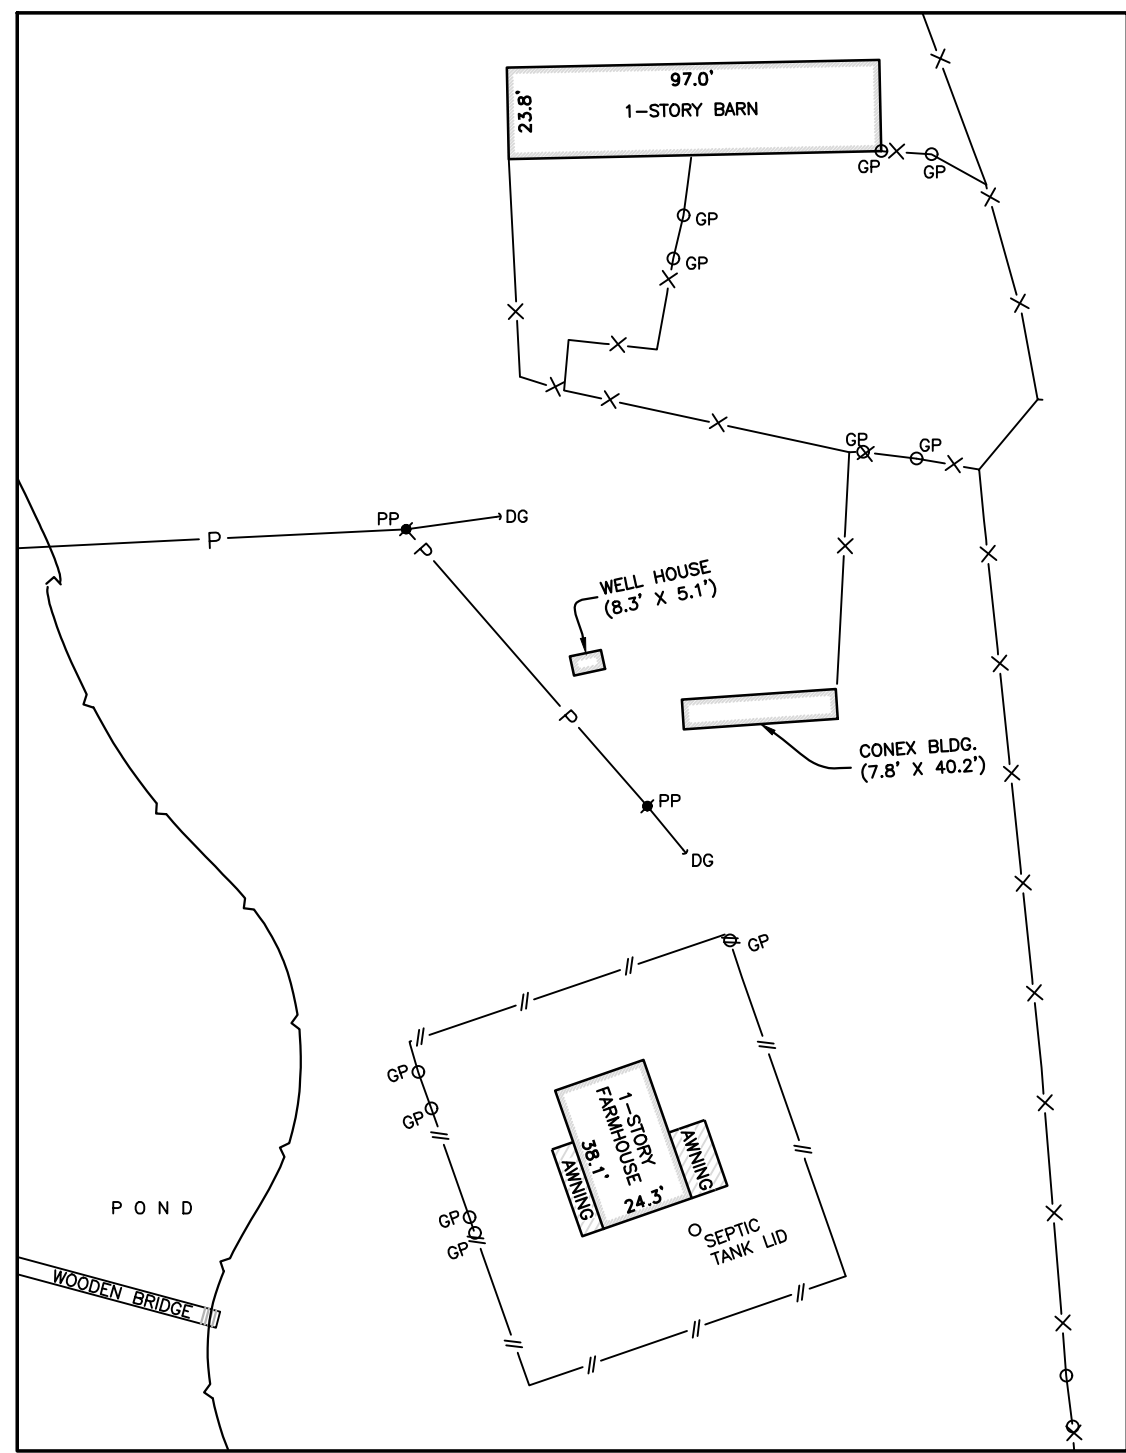 97.0'
23.8'
1-STORY BARN
GP
GP
GP
GP
GP
GP
PP
DG
P
P
WELL HOUSE
(8.3' X 5.1')
P
CONEX BLDG.
(7.8' X 40.2')
PP
DG
GP
GP
GP
1-STORY
FARMHOUSE
38.1'
24.3'
AWNING
AWNING
GP
GP
SEPTIC
TANK LID
POND
WOODEN BRIDGE